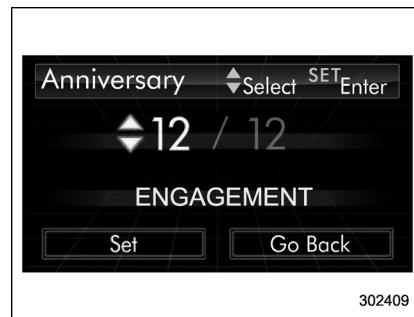 Anniversary Select SET Enter
12 / 12
ENGAGEMENT
Set Go Back
302409